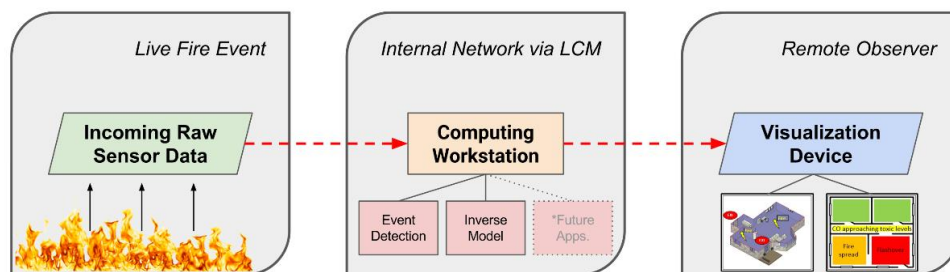 Live Fire Event
Internal Network via LCM
Remote Observer
Incoming Raw
Sensor Data
Computing
Workstation
Visualization
Device
Event
Detection
Inverse
Model
*Future
Apps.
CO approaching toxic levels
Fire
spread